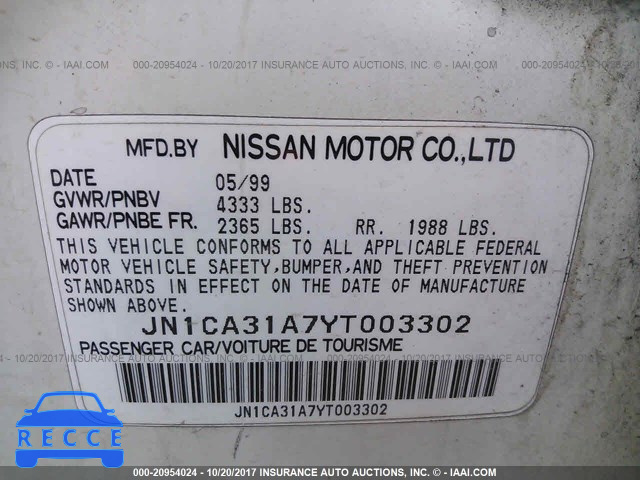 000-20954024 - 10/20/2017 INSURANCE AUTO AUCTIONS, INC. - © IAAI.COM
MFD.BY NISSAN MOTOR CO.,LTD
DATE 05/99
GVWR/PNBV 4333 LBS.
GAWR/PNBE FR. 2365 LBS. RR. 1988 LBS.
THIS VEHICLE CONFORMS TO ALL APPLICABLE FEDERAL
MOTOR VEHICLE SAFETY,BUMPER,AND THEFT PREVENTION
STANDARDS IN EFFECT ON THE DATE OF MANUFACTURE
SHOWN ABOVE.
JN1CA31A7YT003302
PASSENGER CAR/VOITURE DE TOURISME
JN1CA31A7YT003302
RECCE
000-20954024 - 10/20/2017 INSURANCE AUTO AUCTIONS, INC. - © IAAI.COM